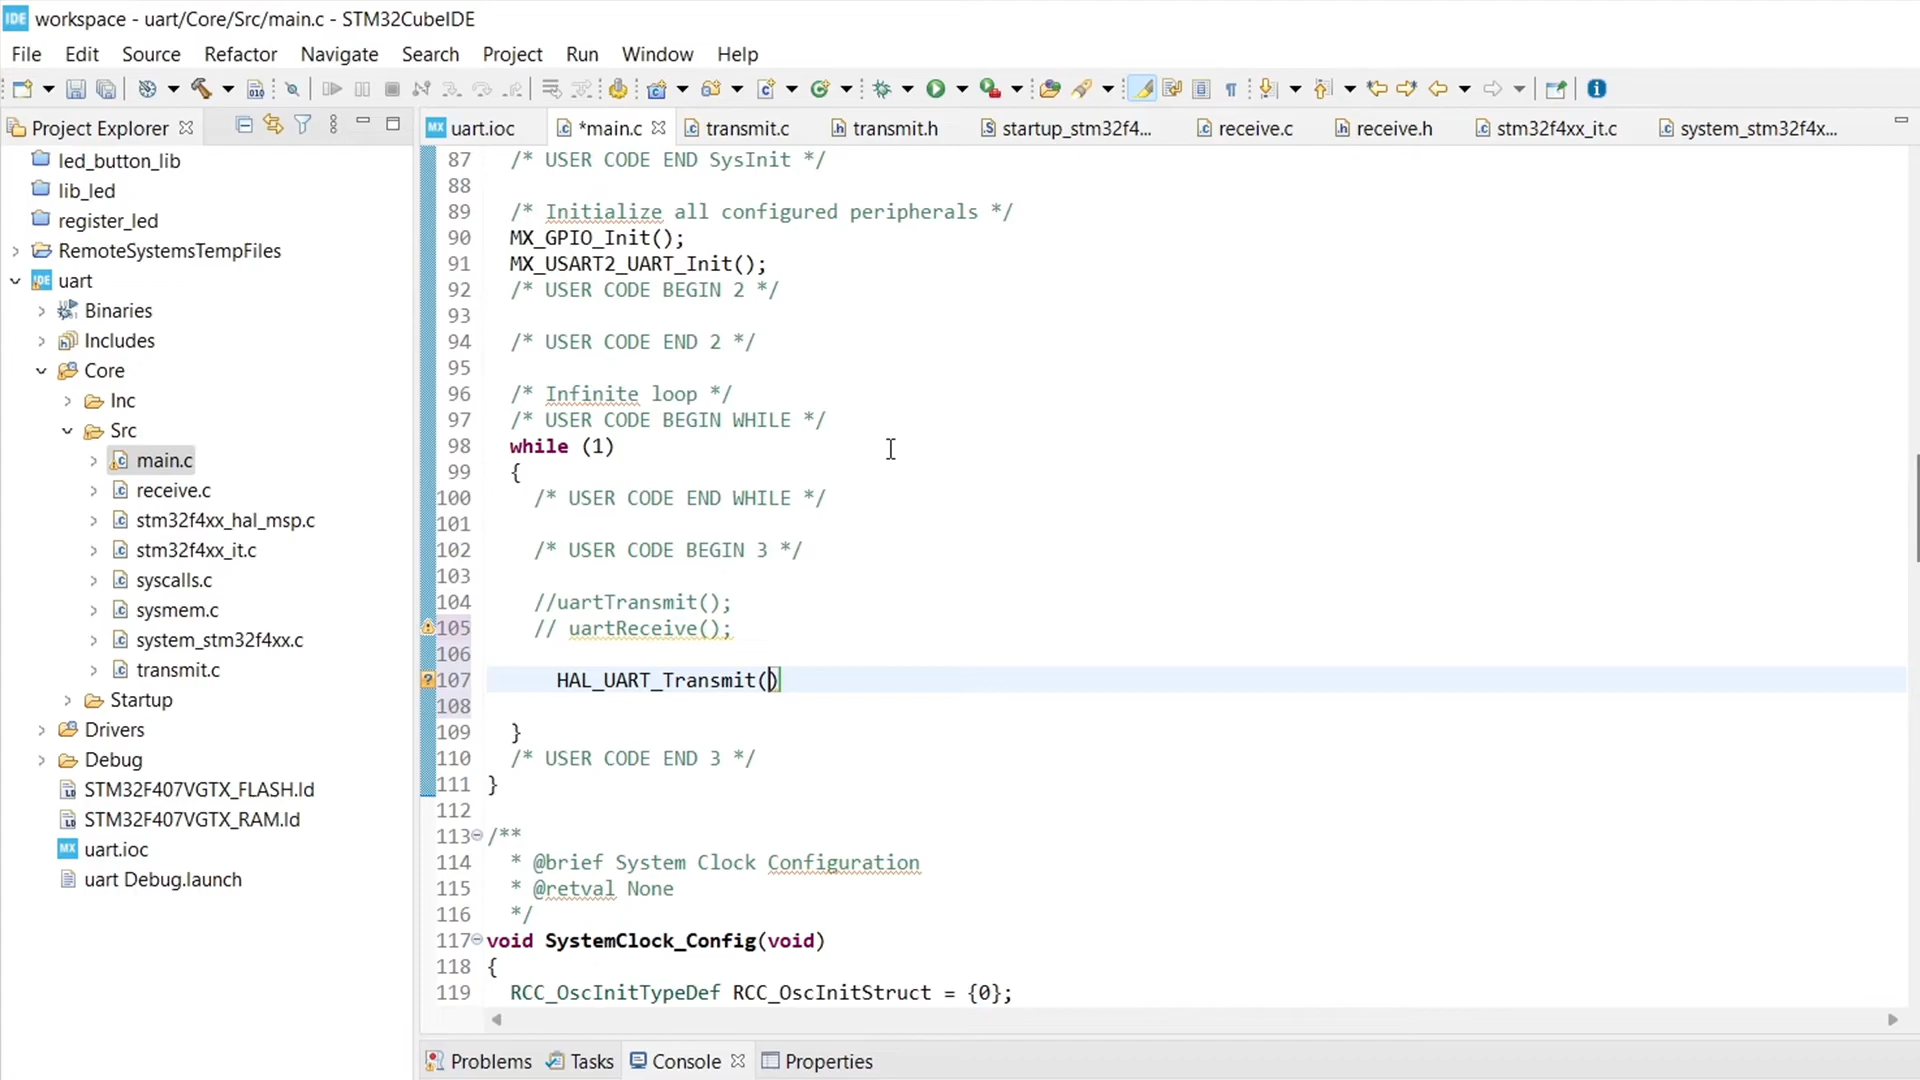 IDE workspace - uart/Core/Src/main.c - STM32CubeIDE
File Edit Source Refactor Navigate Search Project Run Window Help
Project Explorer
led_button_lib
lib_led
register_led
RemoteSystemsTempFiles
uart
Binaries
Includes
Core
Inc
Src
main.c
receive.c
stm32f4xx_hal_msp.c
stm32f4xx_it.c
syscalls.c
sysmem.c
system_stm32f4xx.c
transmit.c
Startup
Drivers
Debug
STM32F407VGTX_FLASH.ld
STM32F407VGTX_RAM.ld
MX uart.ioc
uart Debug.launch
MX uart.ioc *main.c transmit.c transmit.h startup_stm32f4... receive.c receive.h stm32f4xx_it.c system_stm32f4x...
87 /* USER CODE END SysInit */
88
89 /* Initialize all configured peripherals */
90 MX_GPIO_Init();
91 MX_USART2_UART_Init();
92 /* USER CODE BEGIN 2 */
93
94 /* USER CODE END 2 */
95
96 /* Infinite loop */
97 /* USER CODE BEGIN WHILE */
98 while (1)
99 {
100 /* USER CODE END WHILE */
101
102 /* USER CODE BEGIN 3 */
103
104 //uartTransmit();
105 // uartReceive();
106
107 HAL_UART_Transmit()
108
109 }
110 /* USER CODE END 3 */
111 }
112
113 /**
114 * @brief System Clock Configuration
115 * @retval None
116 */
117 void SystemClock_Config(void)
118 {
119 RCC_OscInitTypeDef RCC_OscInitStruct = {0};
Problems Tasks Console Properties